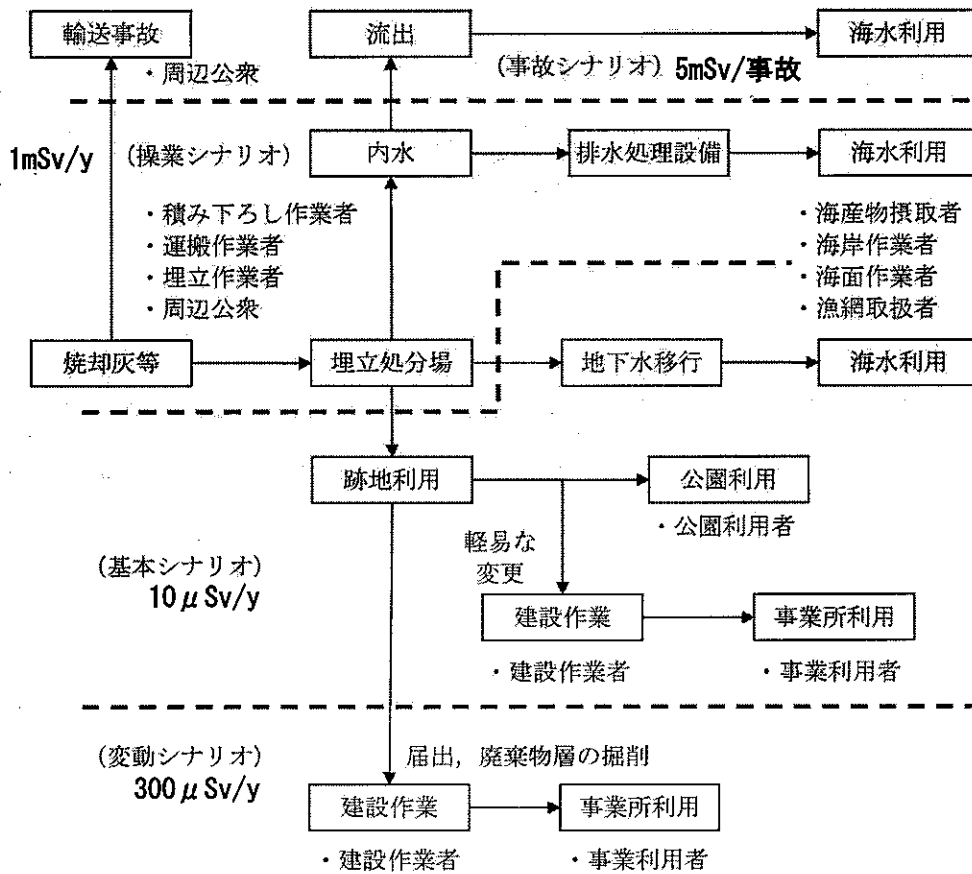 輸送事故
流出
海水利用
・周辺公衆
(事故シナリオ) 5mSv/事故
1mSv/y
(操業シナリオ)
内水
排水処理設備
海水利用
・積み下ろし作業者
・運搬作業者
・埋立作業者
・周辺公衆
・海産物摂取者
・海岸作業者
・海面作業者
・漁網取扱者
焼却灰等
埋立処分場
地下水移行
海水利用
跡地利用
公園利用
・公園利用者
軽易な
変更
(基本シナリオ)
10μSv/y
建設作業
事業所利用
・建設作業者
・事業利用者
(変動シナリオ)
300μSv/y
届出，廃棄物層の掘削
建設作業
事業所利用
・建設作業者
・事業利用者